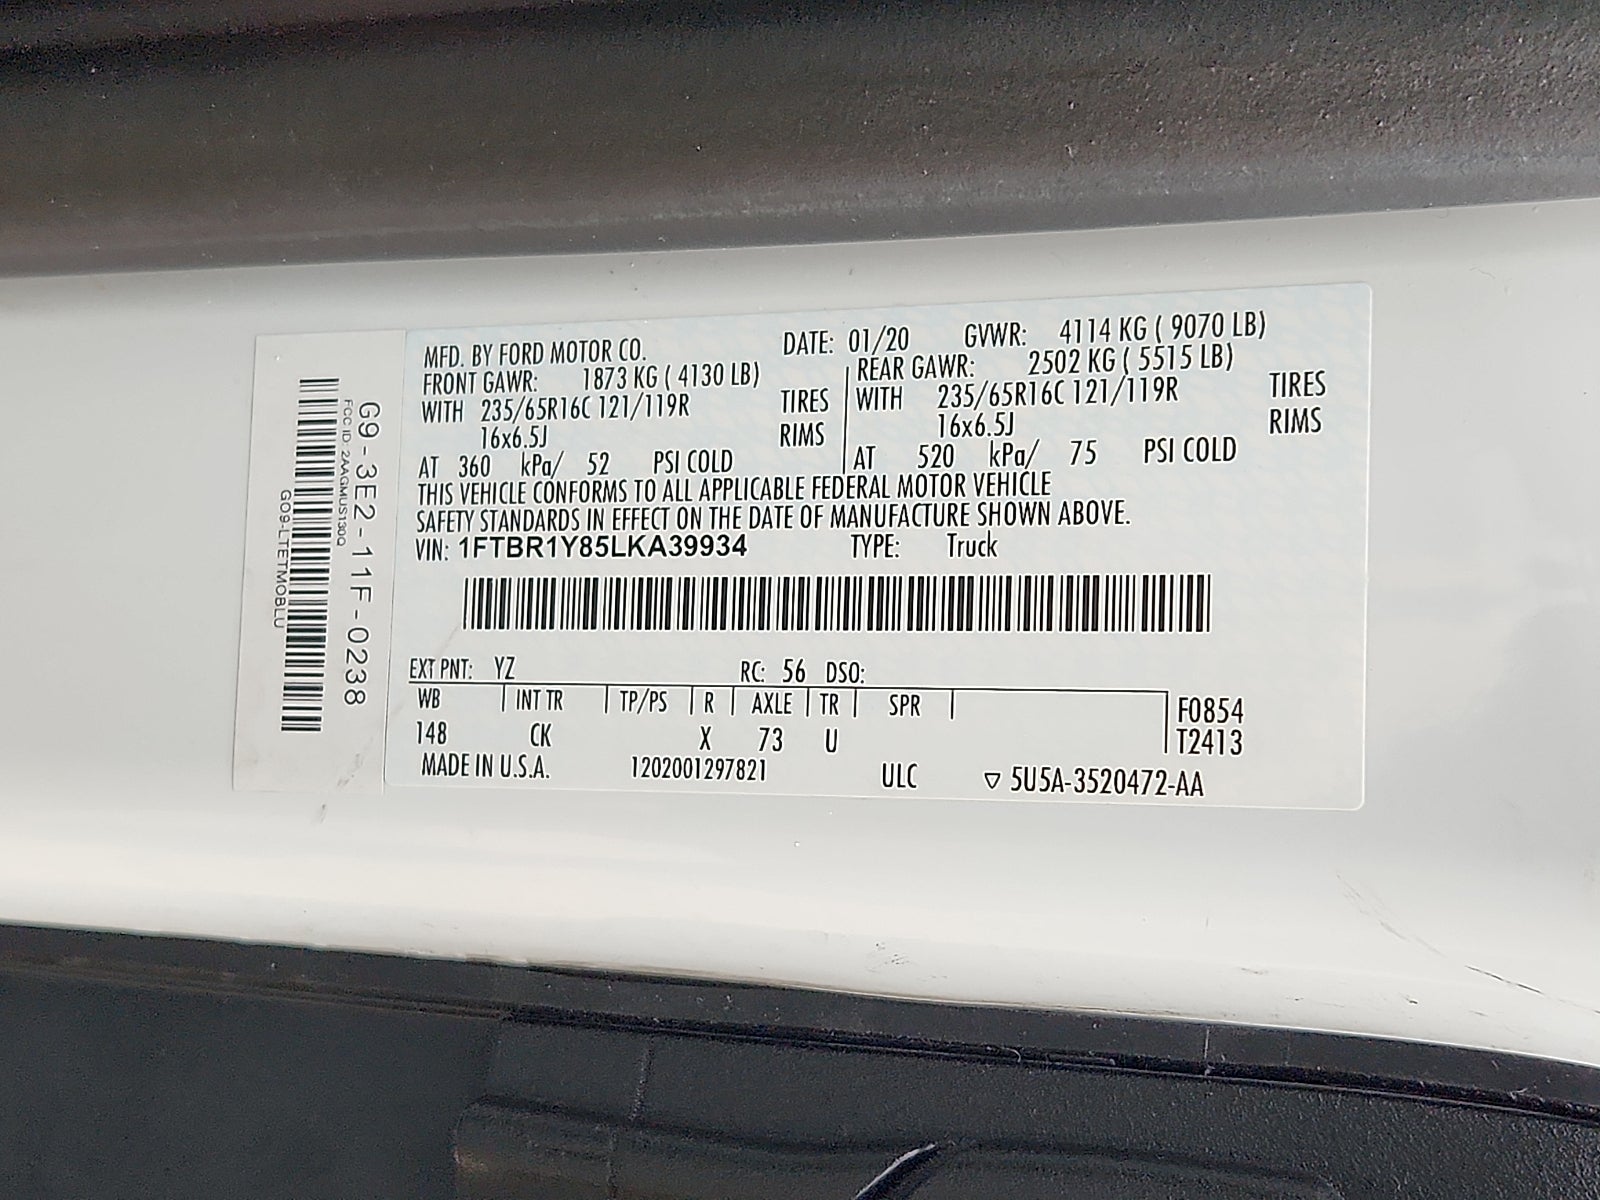 MFD. BY FORD MOTOR CO. DATE: 01/20 GVWR: 4114 KG ( 9070 LB)
FRONT GAWR: 1873 KG ( 4130 LB) REAR GAWR: 2502 KG ( 5515 LB)
WITH 235/65R16C 121/119R TIRES WITH 235/65R16C 121/119R TIRES
16x6.5J RIMS 16x6.5J RIMS
AT 360 kPa/ 52 PSI COLD AT 520 kPa/ 75 PSI COLD
THIS VEHICLE CONFORMS TO ALL APPLICABLE FEDERAL MOTOR VEHICLE
SAFETY STANDARDS IN EFFECT ON THE DATE OF MANUFACTURE SHOWN ABOVE.
VIN: 1FTBR1Y85LKA39934 TYPE: Truck
EXT PNT: YZ RC: 56 DSO:
WB INT TR TP/PS R AXLE TR SPR F0854
148 CK X 73 U T2413
MADE IN U.S.A. 1202001297821 ULC ▽ 5U5A-3520472-AA
G9-3E2-11F-0238
FCC ID: 2AAGMUS130Q
GO9-LTETMOBLU